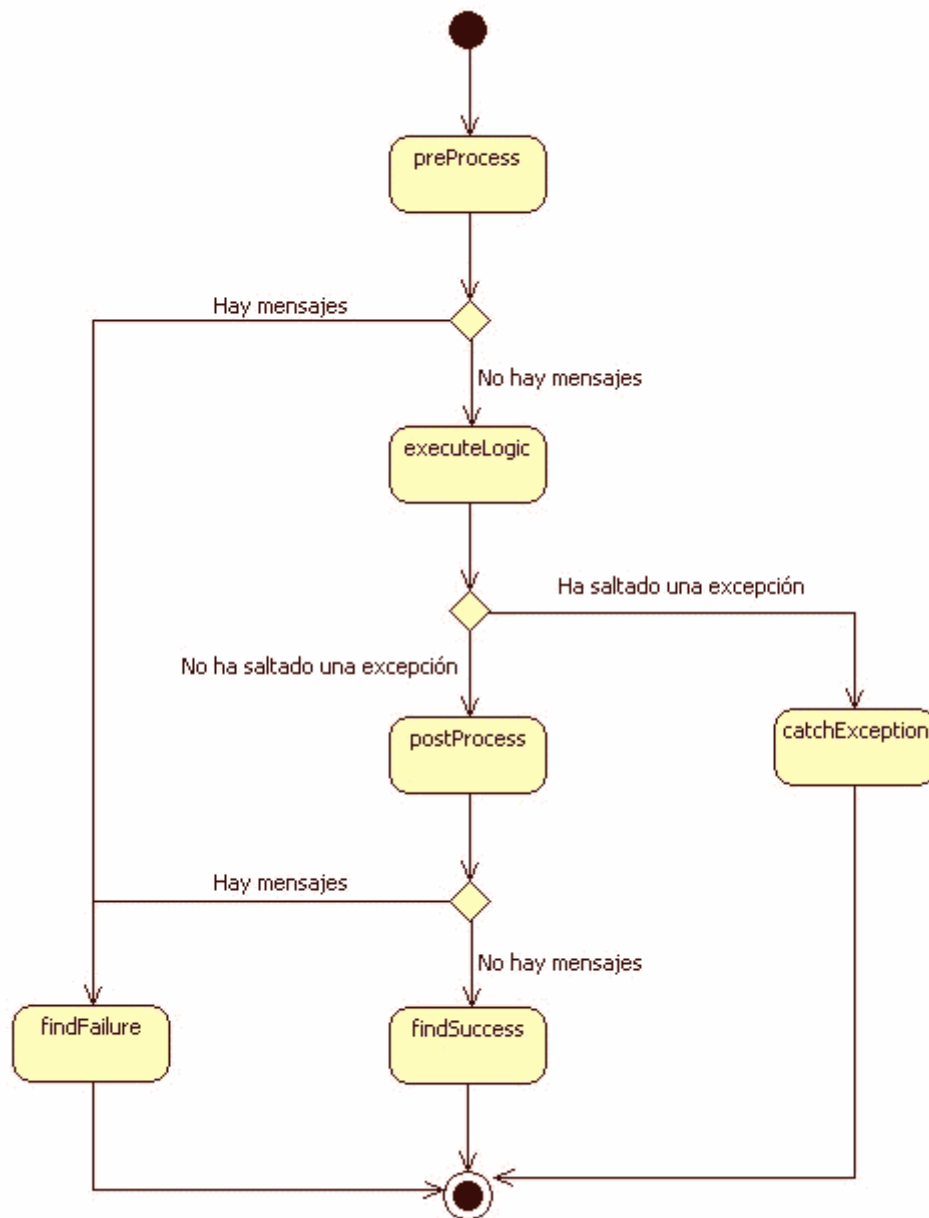 preProcess
Hay mensajes
No hay mensajes
executeLogic
Ha saltado una excepción
No ha saltado una excepción
postProcess
catchException
Hay mensajes
No hay mensajes
findFailure
findSuccess